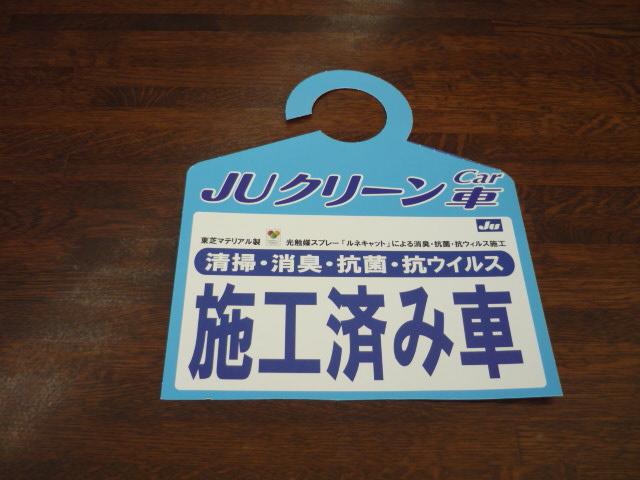 JUクリーン車
Car
Ju
東芝マテリアル製 光触媒スプレー「ルネキャット」による消臭・抗菌・抗ウィルス施工
清掃・消臭・抗菌・抗ウイルス
施工済み車